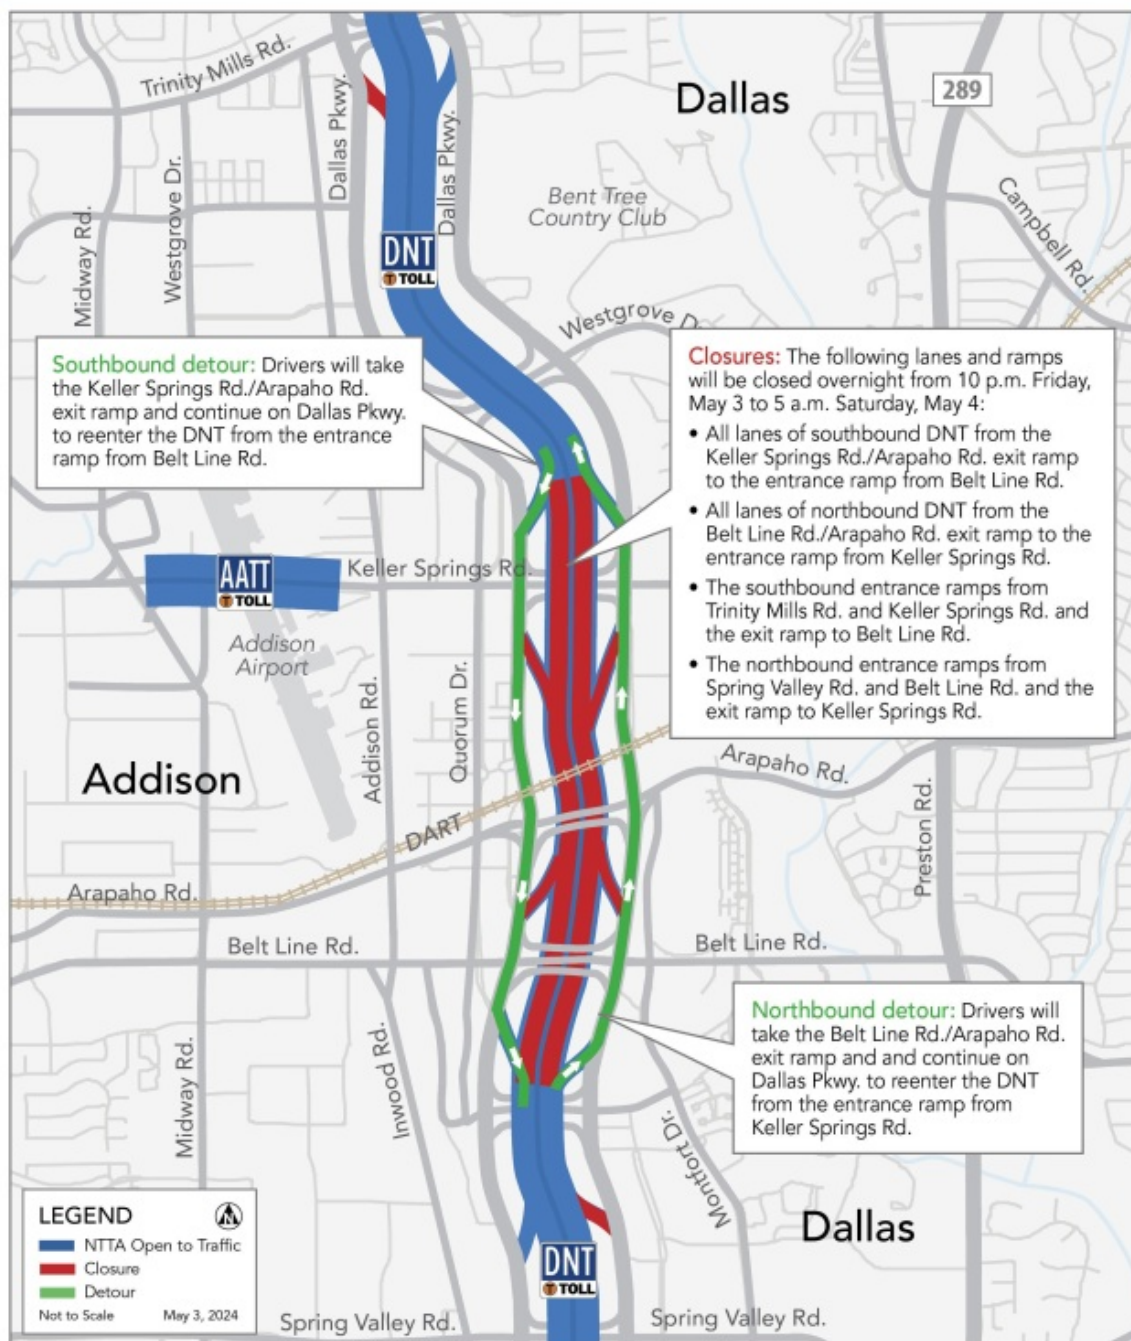 Trinity Mills Rd.
Dallas
289
Dallas Pkwy.
Dallas Pkwy.
Westgrove Dr.
Midway Rd.
Bent Tree
Country Club
Campbell Rd.
DNT
TOLL
Westgrove D
Southbound detour: Drivers will take
the Keller Springs Rd./Arapaho Rd.
exit ramp and continue on Dallas Pkwy.
to reenter the DNT from the entrance
ramp from Belt Line Rd.
Closures: The following lanes and ramps
will be closed overnight from 10 p.m. Friday,
May 3 to 5 a.m. Saturday, May 4:
• All lanes of southbound DNT from the
Keller Springs Rd./Arapaho Rd. exit ramp
to the entrance ramp from Belt Line Rd.
• All lanes of northbound DNT from the
Belt Line Rd./Arapaho Rd. exit ramp to the
entrance ramp from Keller Springs Rd.
• The southbound entrance ramps from
Trinity Mills Rd. and Keller Springs Rd. and
the exit ramp to Belt Line Rd.
• The northbound entrance ramps from
Spring Valley Rd. and Belt Line Rd. and the
exit ramp to Keller Springs Rd.
AATT
TOLL
Keller Springs Rd.
Addison
Airport
Addison Rd.
Quorum Dr.
Addison
Arapaho Rd.
DART
Preston Rd.
Arapaho Rd.
Belt Line Rd.
Belt Line Rd.
Northbound detour: Drivers will
take the Belt Line Rd./Arapaho Rd.
exit ramp and and continue on
Dallas Pkwy. to reenter the DNT
from the entrance ramp from
Keller Springs Rd.
Midway Rd.
Inwood Rd.
Montfort Dr.
Dallas
LEGEND
N
NTTA Open to Traffic
Closure
Detour
Not to Scale May 3, 2024
DNT
TOLL
Spring Valley Rd.
Spring Valley Rd.